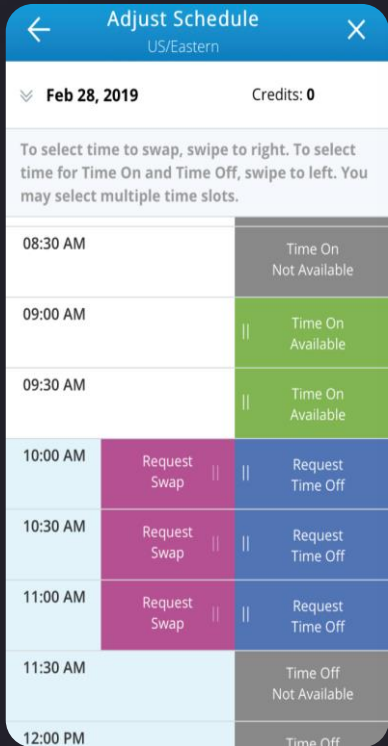 Adjust Schedule
US/Eastern
Feb 28, 2019 Credits: 0
To select time to swap, swipe to right. To select
time for Time On and Time Off, swipe to left. You
may select multiple time slots.
08:30 AM
Time On
Not Available
09:00 AM
Time On
Available
09:30 AM
Time On
Available
10:00 AM
Request
Swap
Request
Time Off
10:30 AM
Request
Swap
Request
Time Off
11:00 AM
Request
Swap
Request
Time Off
11:30 AM
Time Off
Not Available
12:00 PM
Time Off